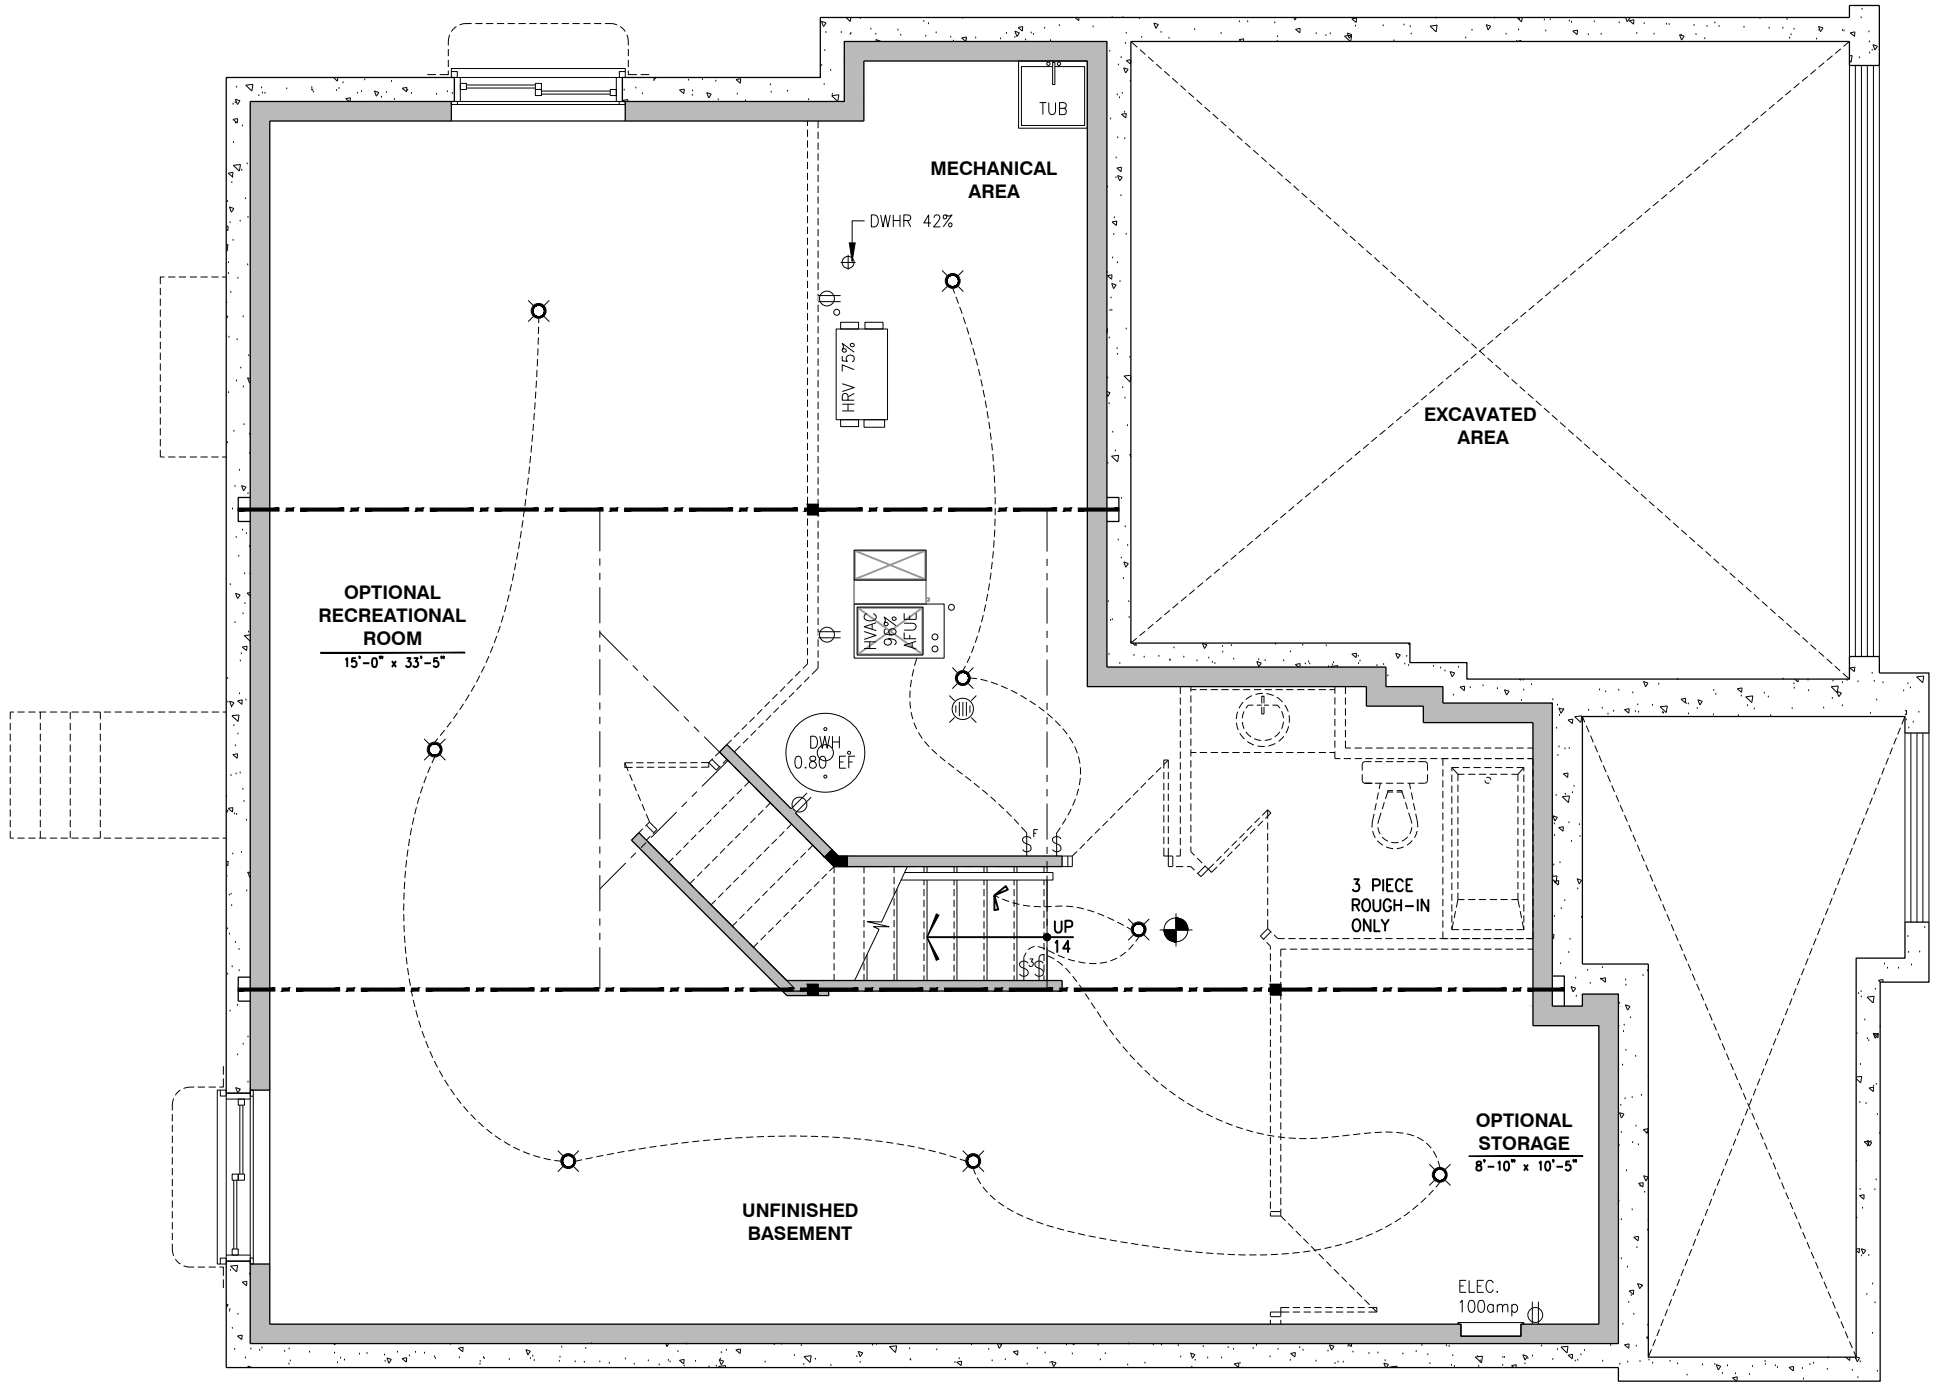 TUB
MECHANICAL
AREA
DWHR 42%
HRV 75%
EXCAVATED
AREA
OPTIONAL
RECREATIONAL
ROOM
15'-0" x 33'-5"
HVAC
96%
AFUE
DWH
0.80 EF
$F $
3 PIECE
ROUGH-IN
ONLY
UP
14
$3$
OPTIONAL
STORAGE
8'-10" x 10'-5"
UNFINISHED
BASEMENT
ELEC.
100amp